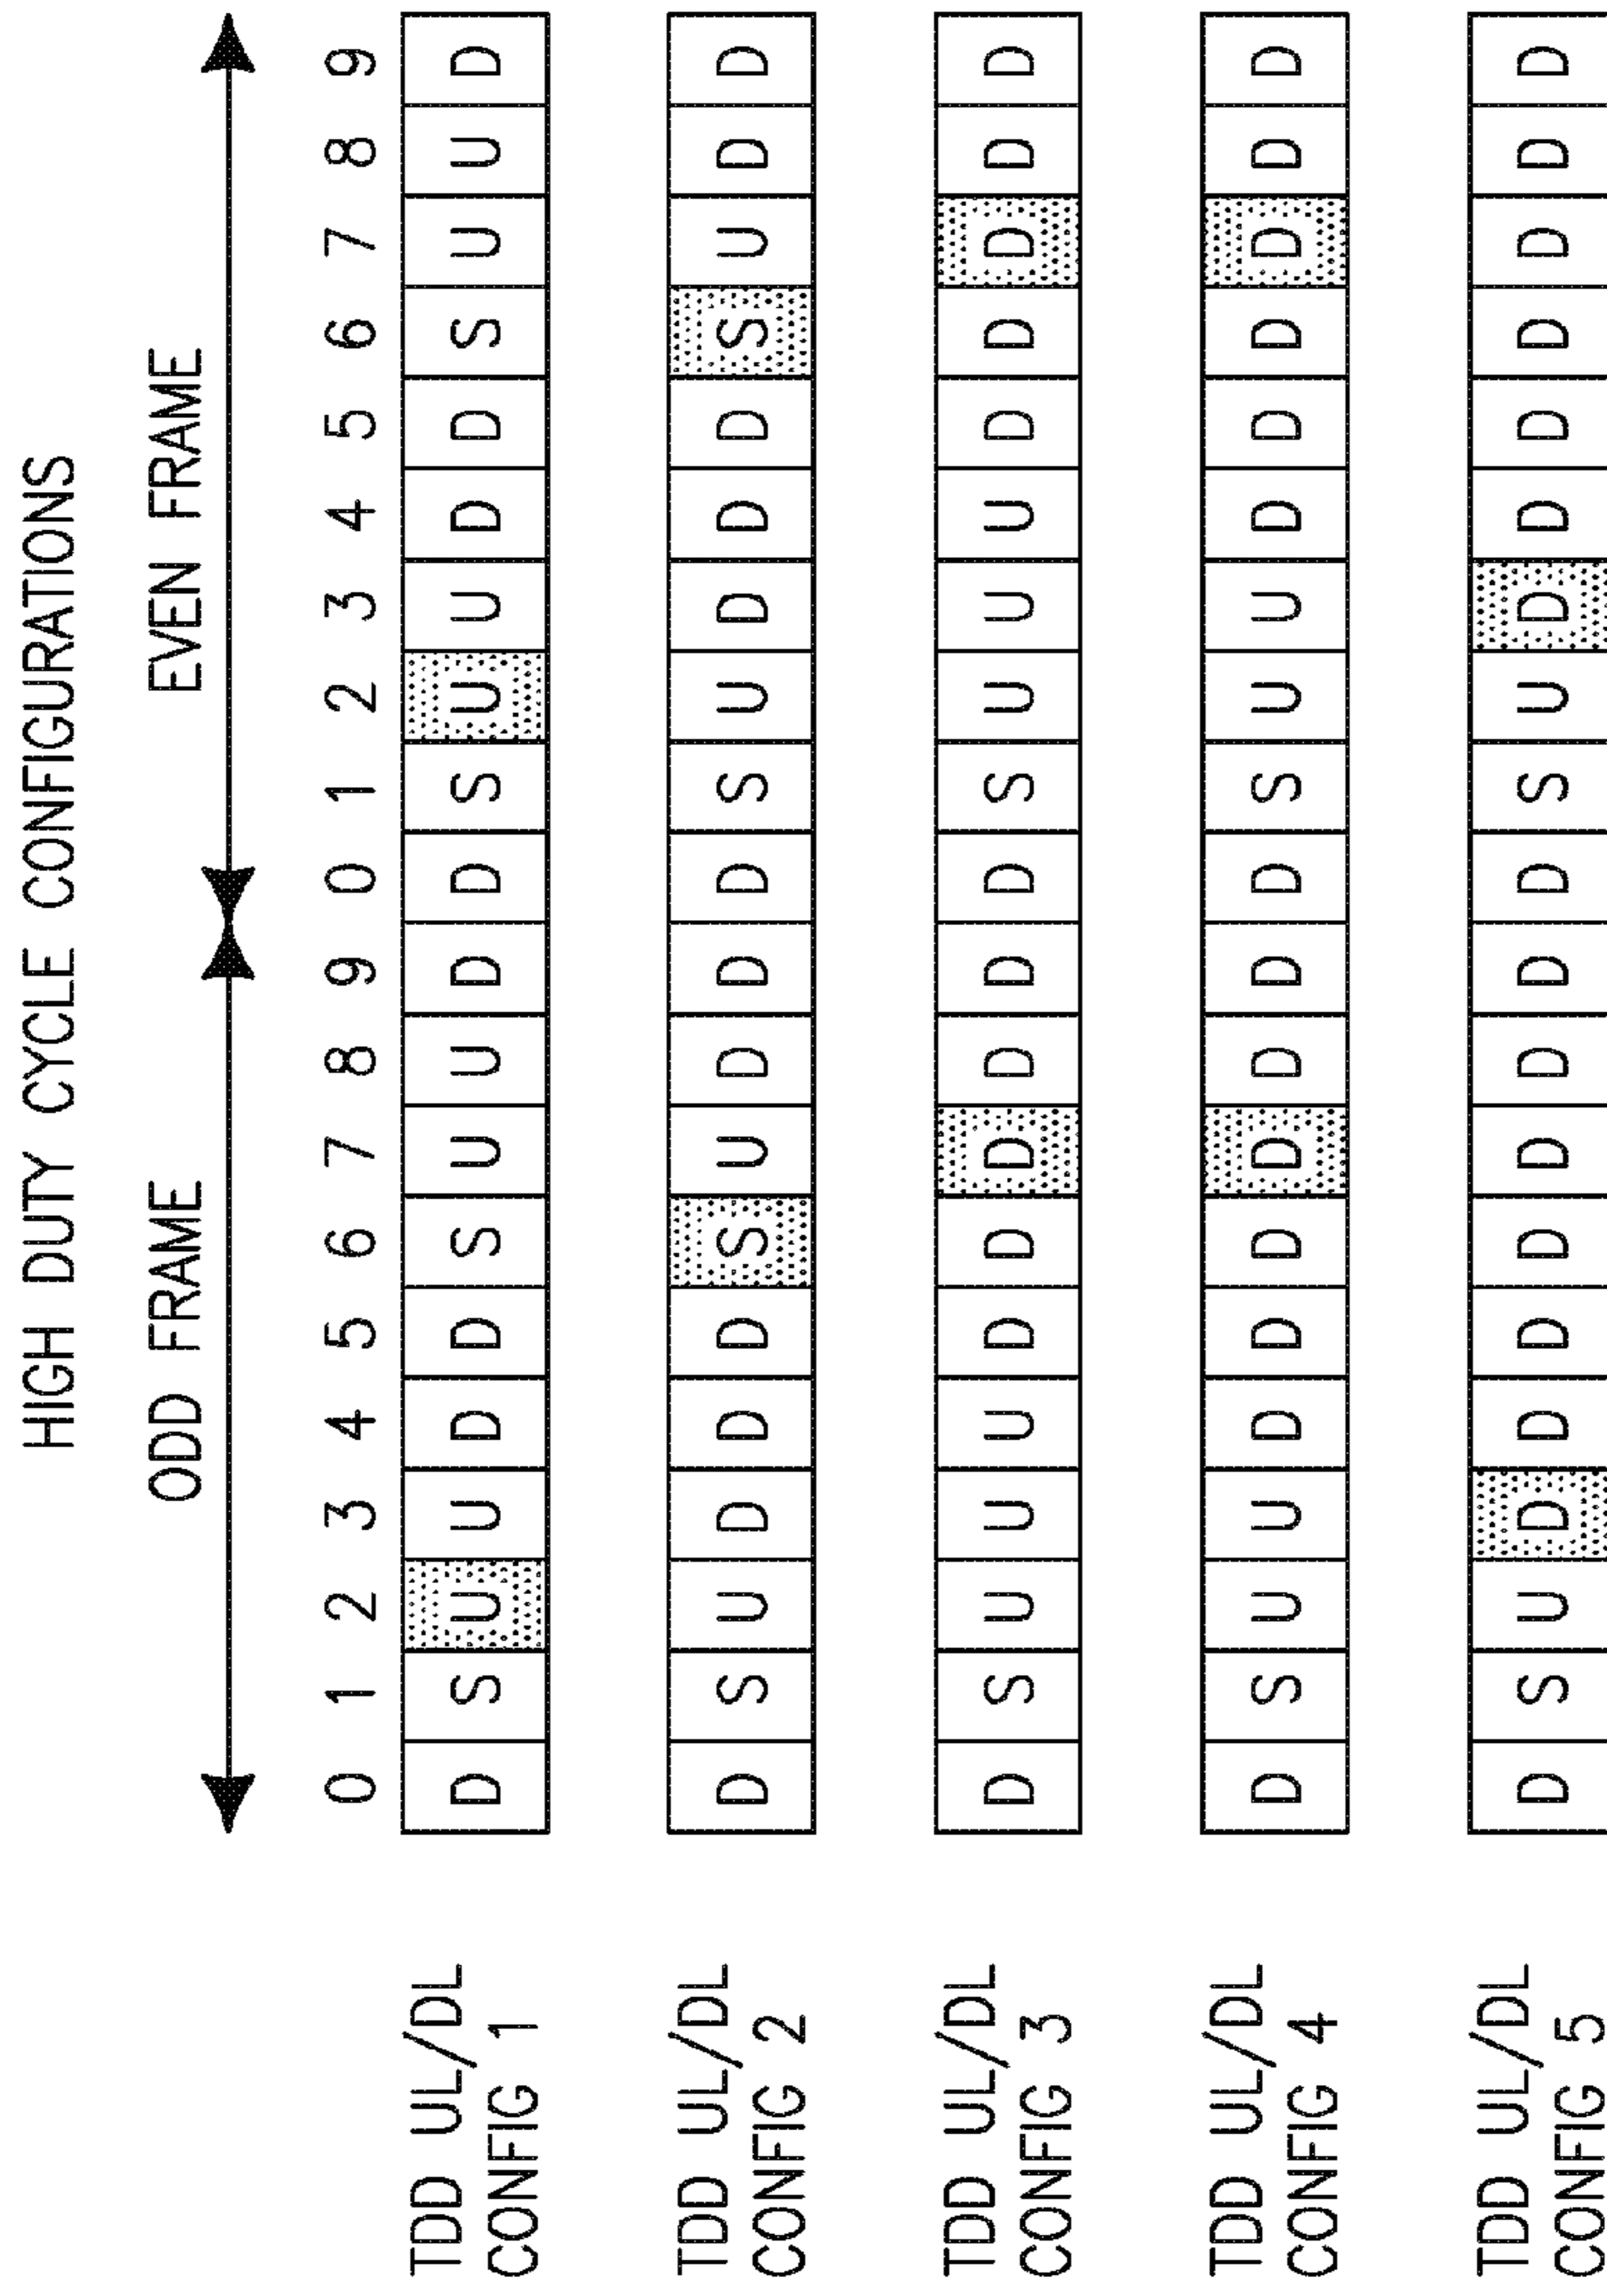 HIGH DUTY CYCLE CONFIGURATIONS
ODD FRAME EVEN FRAME
0 1 2 3 4 5 6 7 8 9 0 1 2 3 4 5 6 7 8 9
TDD UL/DL
CONFIG 1
D S U U D D S U U D D S U U D D S U U D
TDD UL/DL
CONFIG 2
D S U D D D S U D D D S U D D D S U D D
TDD UL/DL
CONFIG 3
D S U U U D D D D D D S U U U D D D D D
TDD UL/DL
CONFIG 4
D S U U D D D D D D D S U U D D D D D D
TDD UL/DL
CONFIG 5
D S U D D D D D D D D S U D D D D D D D